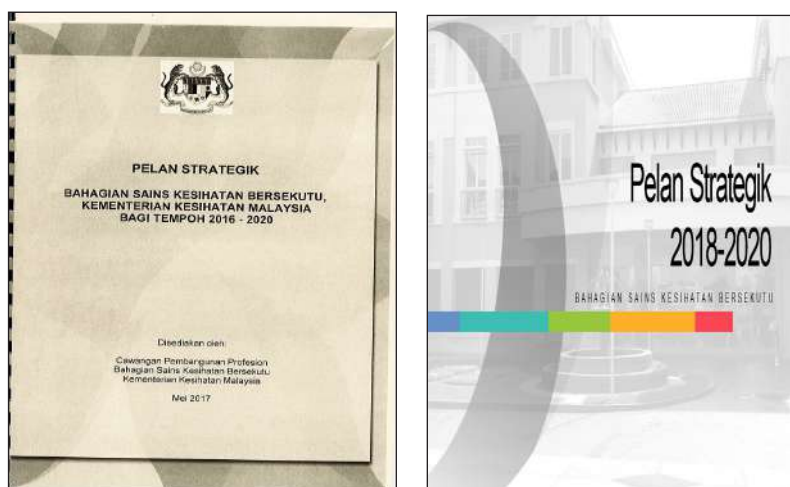 PELAN STRATEGIK
BAHAGIAN SAINS KESIHATAN BERSEKUTU,
KEMENTERIAN KESIHATAN MALAYSIA
BAGI TEMPOH 2016 - 2020
Disediakan oleh:
Cawangan Pembangunan Profesion
Bahagian Sains Kesihatan Bersekutu
Kementerian Kesihatan Malaysia
Mei 2017
Pelan Strategik
2018-2020
BAHAGIAN SAINS KESIHATAN BERSEKUTU